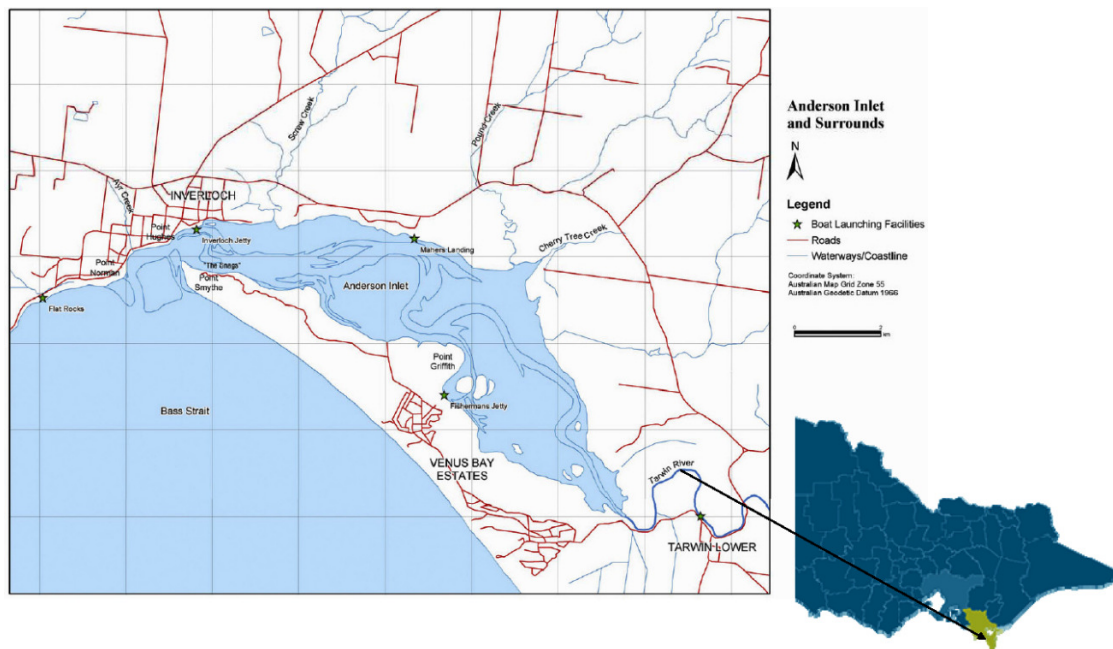 Anderson Inlet
and Surrounds
N
Legend
Boat Launching Facilities
Roads
Waterways/Coastline
Coordinate System:
Australian Map Grid Zone 55
Australian Geodetic Datum 1966
0 2
km
Screw Creek
Pound Creek
Ayr Creek
INVERLOCH
Point
Hughes
Inverloch Jetty
Mahers Landing
Cherry Tree Creek
Point
Norman
Point
Smythe
Anderson Inlet
Flat Rocks
Point
Griffith
Fishermans Jetty
Bass Strait
VENUS BAY
ESTATES
Tarwin River
TARWIN LOWER